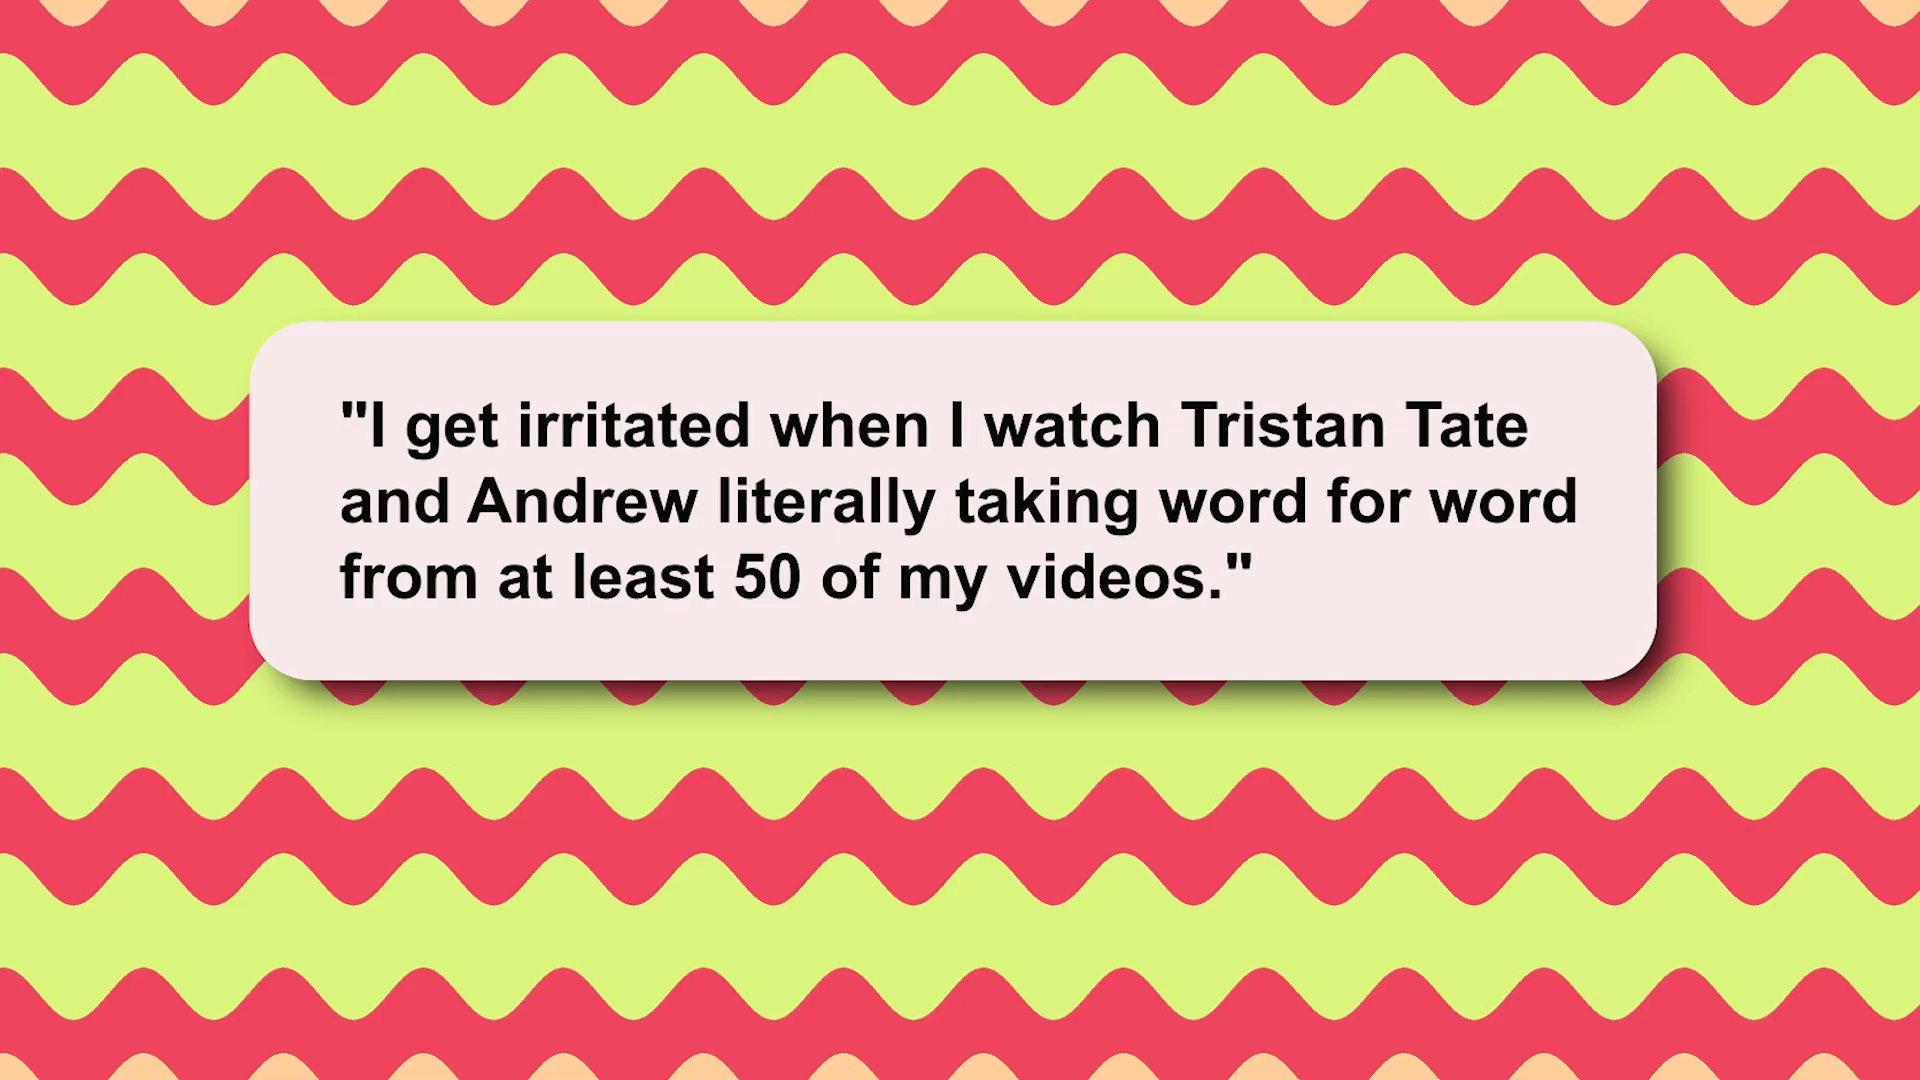 "I get irritated when I watch Tristan Tate
and Andrew literally taking word for word
from at least 50 of my videos."